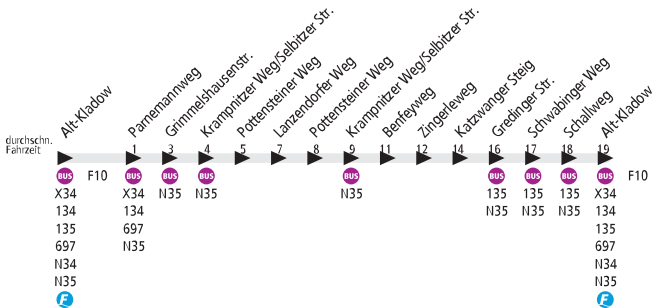 Alt-Kladow
Parnemannweg
Grimmelshausenstr.
Krampnitzer Weg/Selbitzer Str.
Pottensteiner Weg
Lanzendorfer Weg
Pottensteiner Weg
Krampnitzer Weg/Selbitzer Str.
Benfeyweg
Zingerleweg
Katzwanger Steig
Gredinger Str.
Schwabinger Weg
Schallweg
Alt-Kladow
durchschn.
Fahrzeit 1 3 4 5 7 8 9 11 12 14 16 17 18 19
BUS F10 BUS BUS BUS BUS BUS BUS BUS BUS F10
X34 X34 N35 N35 N35 135 135 135 X34
134 134 N35 N35 N35 134
135 697 135
697 N35 697
N34 N34
N35 N35
F F